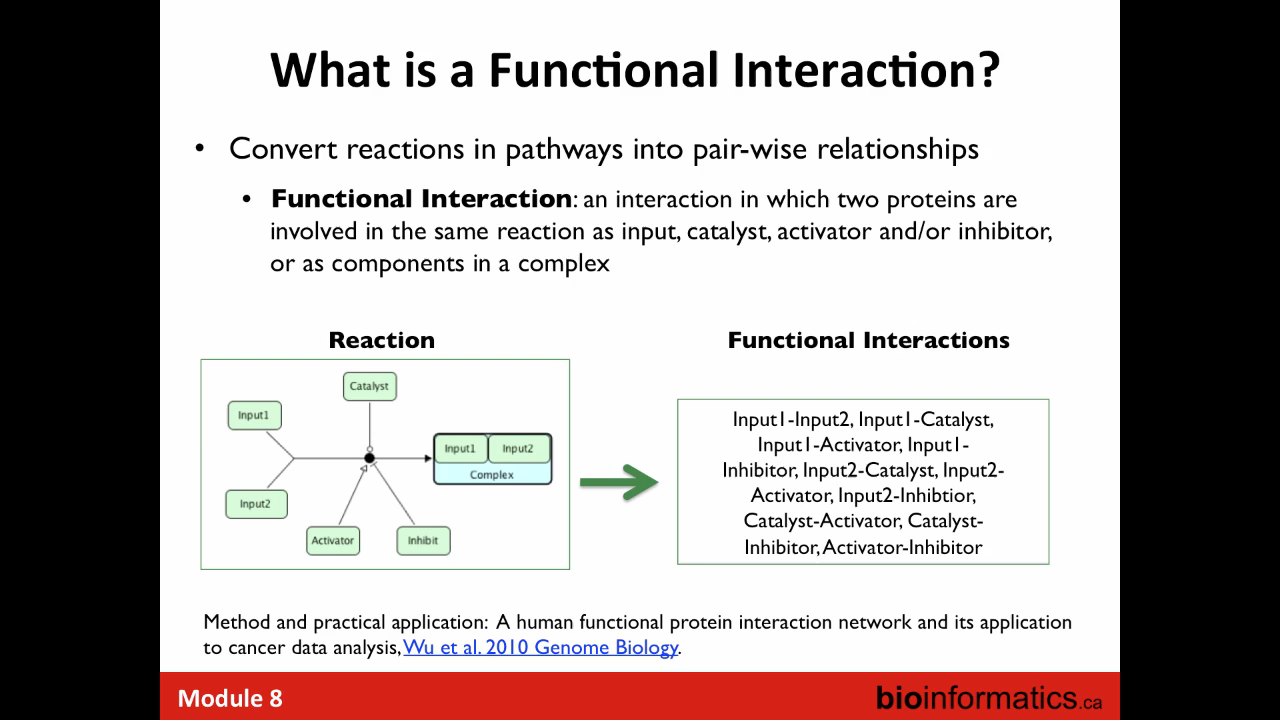 What is a Functional Interaction?
• Convert reactions in pathways into pair-wise relationships
• Functional Interaction: an interaction in which two proteins are
involved in the same reaction as input, catalyst, activator and/or inhibitor,
or as components in a complex
Reaction
Catalyst
Input1
Input1
Input2
Complex
Input2
Activator
Inhibit
Functional Interactions
Input1-Input2, Input1-Catalyst,
Input1-Activator, Input1-
Inhibitor, Input2-Catalyst, Input2-
Activator, Input2-Inhibtior,
Catalyst-Activator, Catalyst-
Inhibitor, Activator-Inhibitor
Method and practical application: A human functional protein interaction network and its application
to cancer data analysis, Wu et al. 2010 Genome Biology.
Module 8
bioinformatics.ca